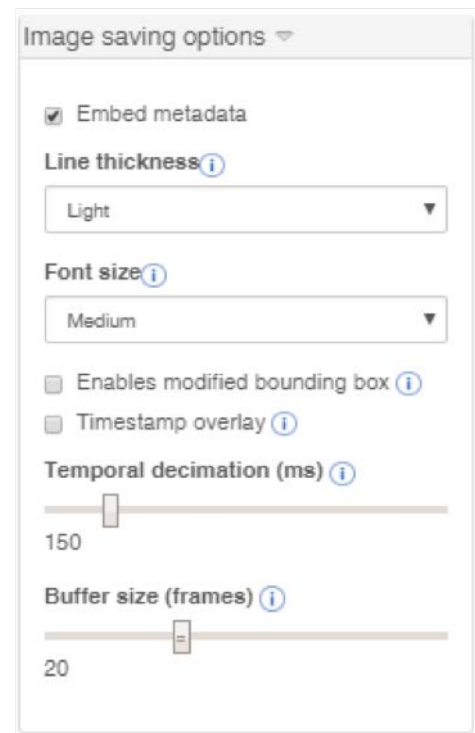 Image saving options
Embed metadata
Line thickness
Light
Font size
Medium
Enables modified bounding box
Timestamp overlay
Temporal decimation (ms)
150
Buffer size (frames)
20